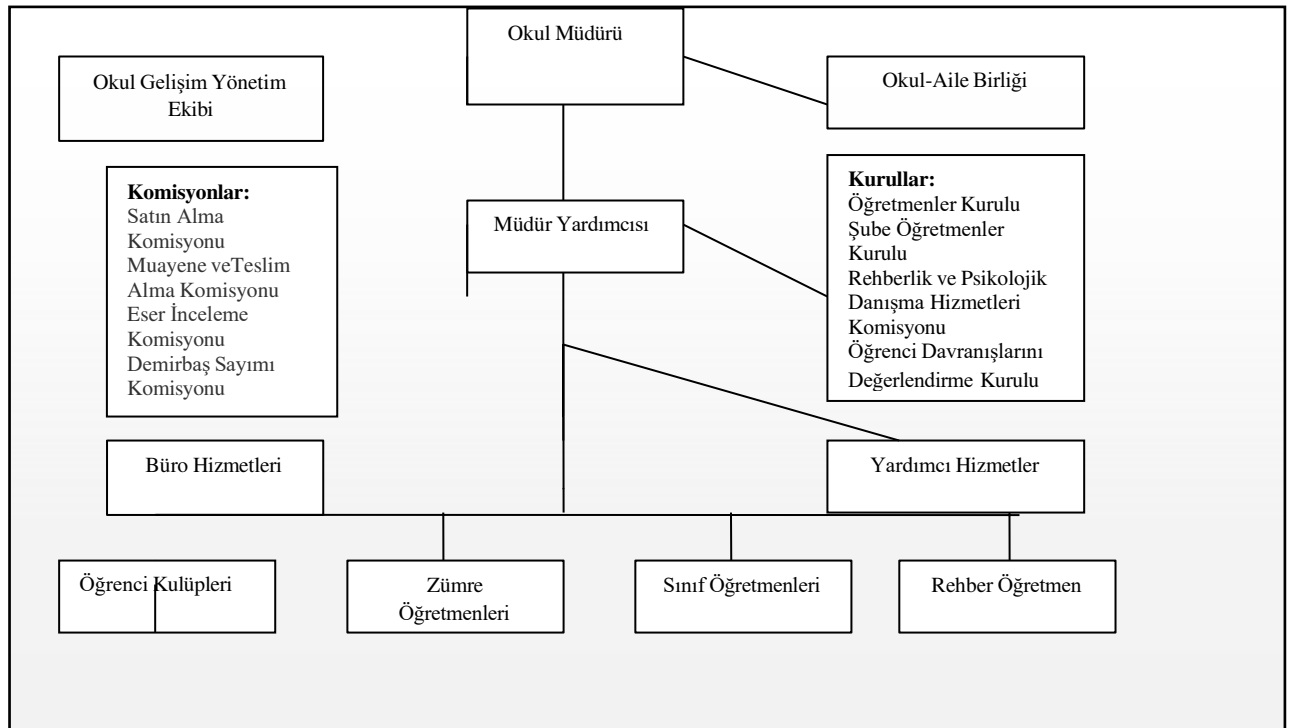 Okul Müdürü
Okul Gelişim Yönetim
Ekibi
Okul-Aile Birliği
Komisyonlar:
Satın Alma
Komisyonu
Muayene veTeslim
Alma Komisyonu
Eser İnceleme
Komisyonu
Demirbaş Sayımı
Komisyonu
Müdür Yardımcısı
Kurullar:
Öğretmenler Kurulu
Şube Öğretmenler
Kurulu
Rehberlik ve Psikolojik
Danışma Hizmetleri
Komisyonu
Öğrenci Davranışlarını
Değerlendirme Kurulu
Büro Hizmetleri
Yardımcı Hizmetler
Öğrenci Kulüpleri
Zümre
Öğretmenleri
Sınıf Öğretmenleri
Rehber Öğretmen